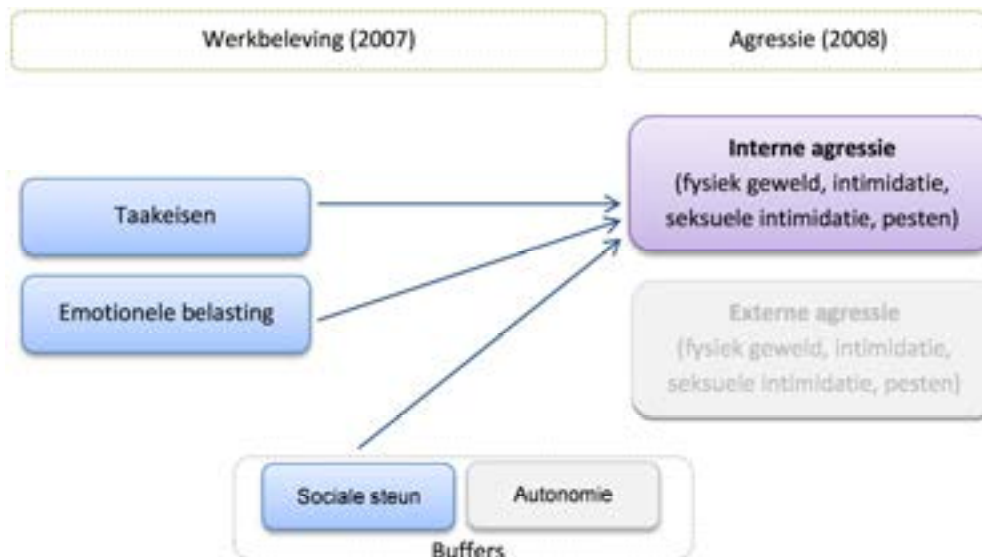 Werkbeleving (2007)
Agressie (2008)
Interne agressie
(fysiek geweld, intimidatie,
seksuele intimidatie, pesten)
Taakeisen
Emotionele belasting
Externe agressie
(fysiek geweld, intimidatie,
seksuele intimidatie, pesten)
Sociale steun
Autonomie
Buffers